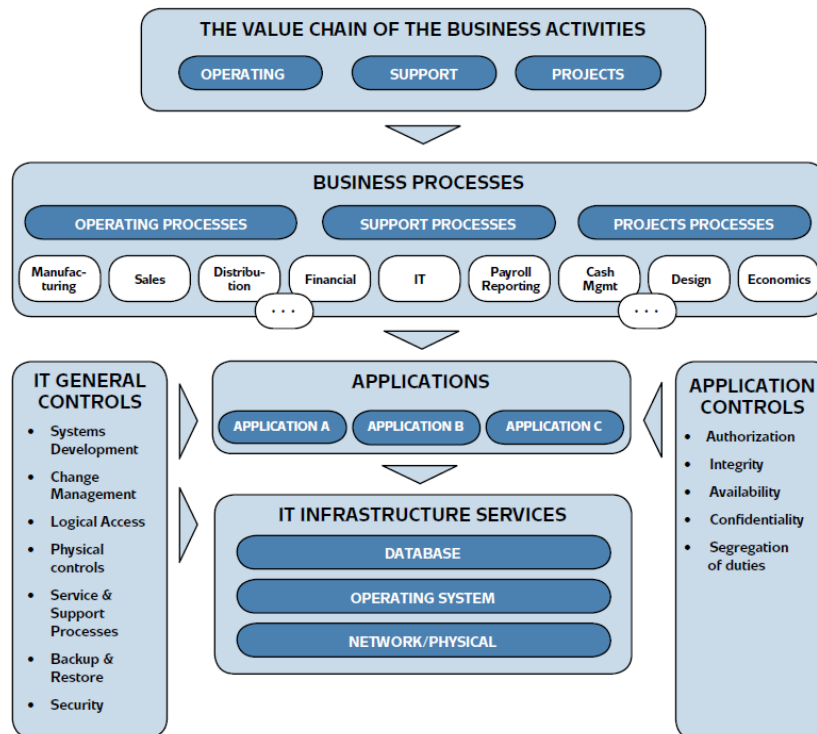 THE VALUE CHAIN OF THE BUSINESS ACTIVITIES
OPERATING
SUPPORT
PROJECTS
BUSINESS PROCESSES
OPERATING PROCESSES
SUPPORT PROCESSES
PROJECTS PROCESSES
Manufac-
turing
Sales
Distribu-
tion
Financial
IT
Payroll
Reporting
Cash
Mgmt
Design
Economics
. . .
. . .
IT GENERAL
CONTROLS
• Systems
Development
• Change
Management
• Logical Access
• Physical
controls
• Service &
Support
Processes
• Backup &
Restore
• Security
APPLICATIONS
APPLICATION A
APPLICATION B
APPLICATION C
IT INFRASTRUCTURE SERVICES
DATABASE
OPERATING SYSTEM
NETWORK/PHYSICAL
APPLICATION
CONTROLS
• Authorization
• Integrity
• Availability
• Confidentiality
• Segregation
of duties